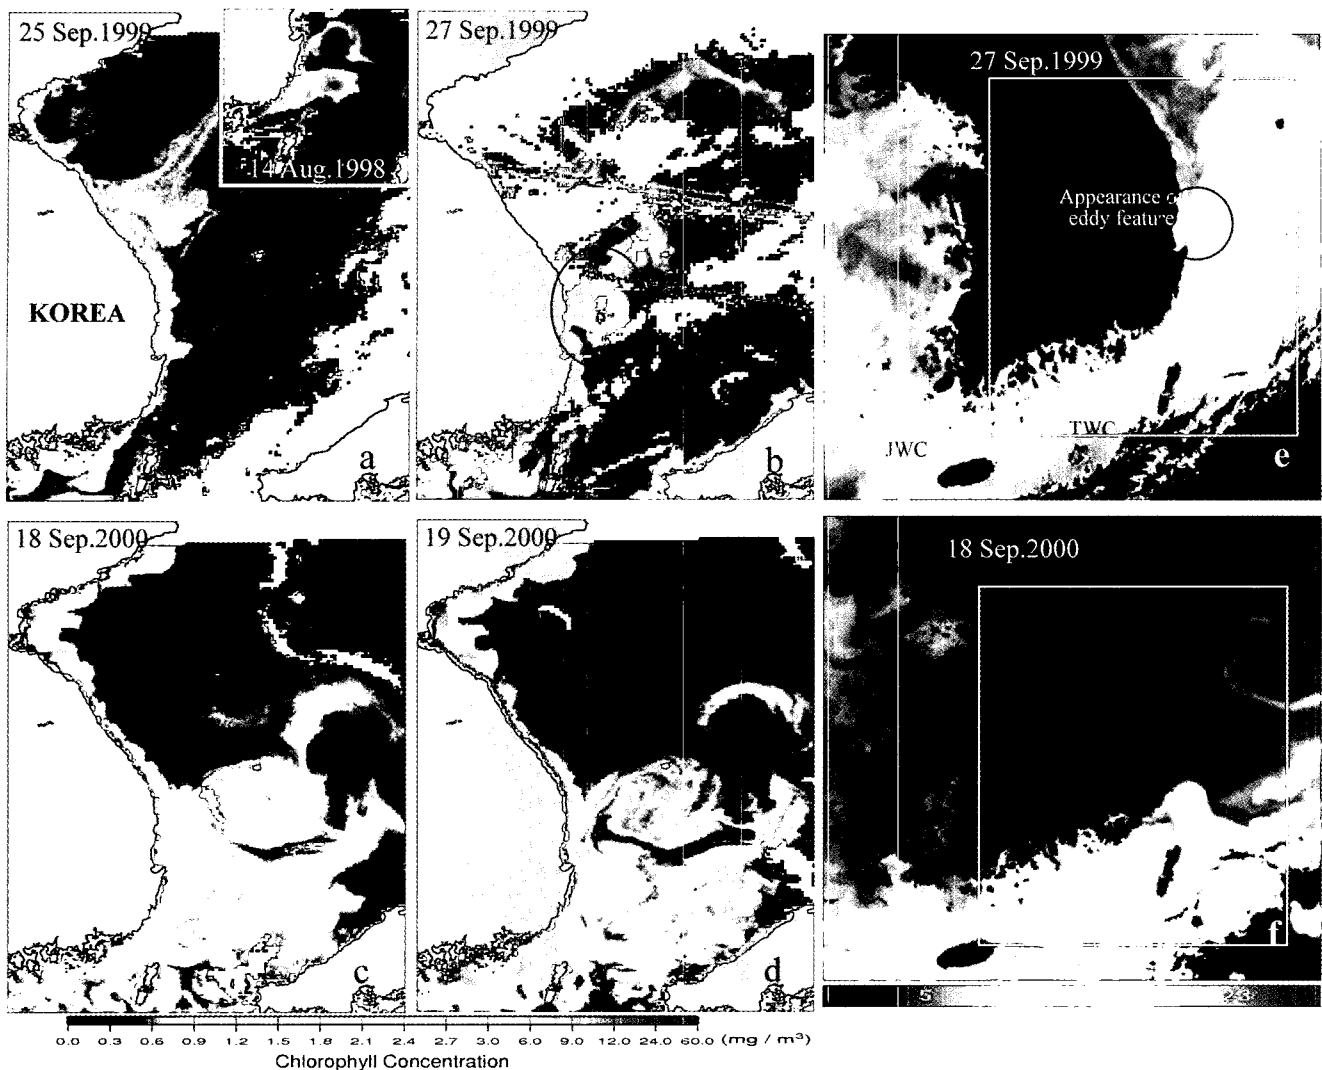 25 Sep.1999
14 Aug.1998
KOREA
a
27 Sep.1999
b
27 Sep.1999
Appearance o
eddy feature
JWC
TWC
e
18 Sep.2000
c
19 Sep.2000
d
18 Sep.2000
f
5
23
0.0 0.3 0.6 0.9 1.2 1.5 1.8 2.1 2.4 2.7 3.0 6.0 9.0 12.0 24.0 60.0 (mg / m³)
Chlorophyll Concentration